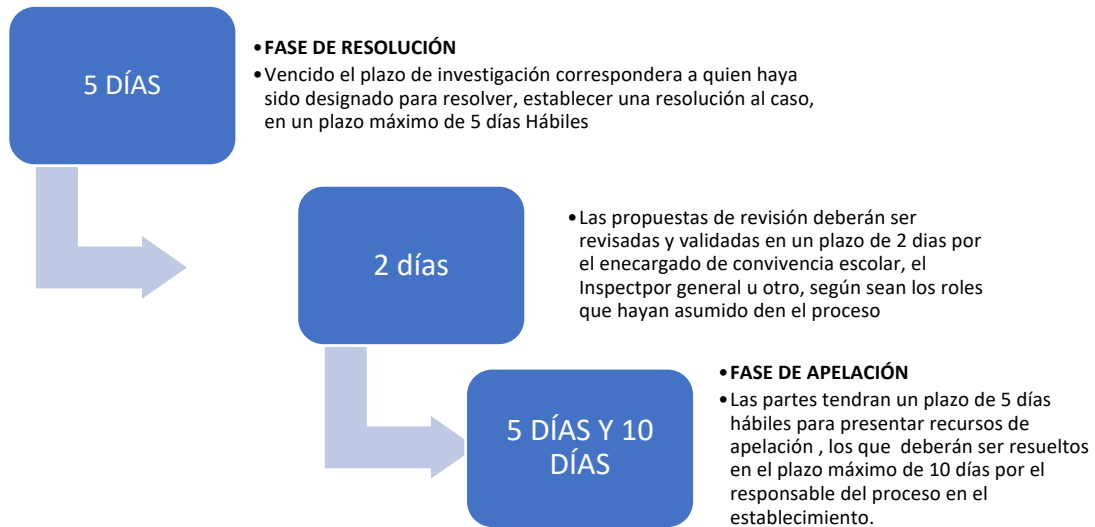 5 DÍAS
•FASE DE RESOLUCIÓN
•Vencido el plazo de investigación correspondera a quien haya
sido designado para resolver, establecer una resolución al caso,
en un plazo máximo de 5 días Hábiles
2 días
•Las propuestas de revisión deberán ser
revisadas y validadas en un plazo de 2 dias por
el enecargado de convivencia escolar, el
Inspectpor general u otro, según sean los roles
que hayan asumido den el proceso
5 DÍAS Y 10
DÍAS
•FASE DE APELACIÓN
•Las partes tendran un plazo de 5 días
hábiles para presentar recursos de
apelación , los que deberán ser resueltos
en el plazo máximo de 10 días por el
responsable del proceso en el
establecimiento.